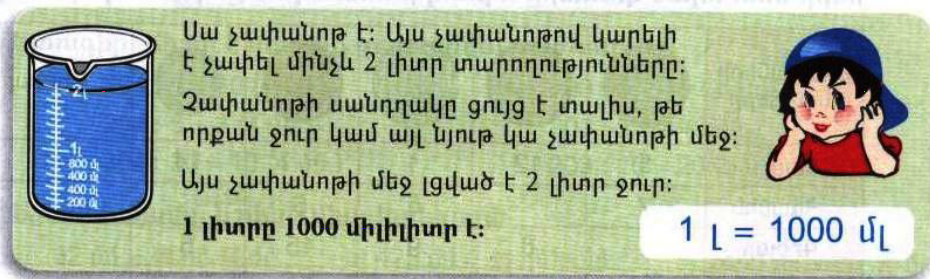 Սա չափանոթ է: Այս չափանոթով կարելի
է չափել մինչև 2 լիտր տարողությունները:
Չափանոթի սանդղակը ցույց է տալիս, թե
որքան ջուր կամ այլ նյութ կա չափանոթի մեջ:
Այս չափանոթի մեջ լցված է 2 լիտր ջուր:
1 լիտրը 1000 միլիլիտր է:
1 լ = 1000 մլ
2լ
1լ
800 մլ
400 մլ
400 մլ
200 մլ